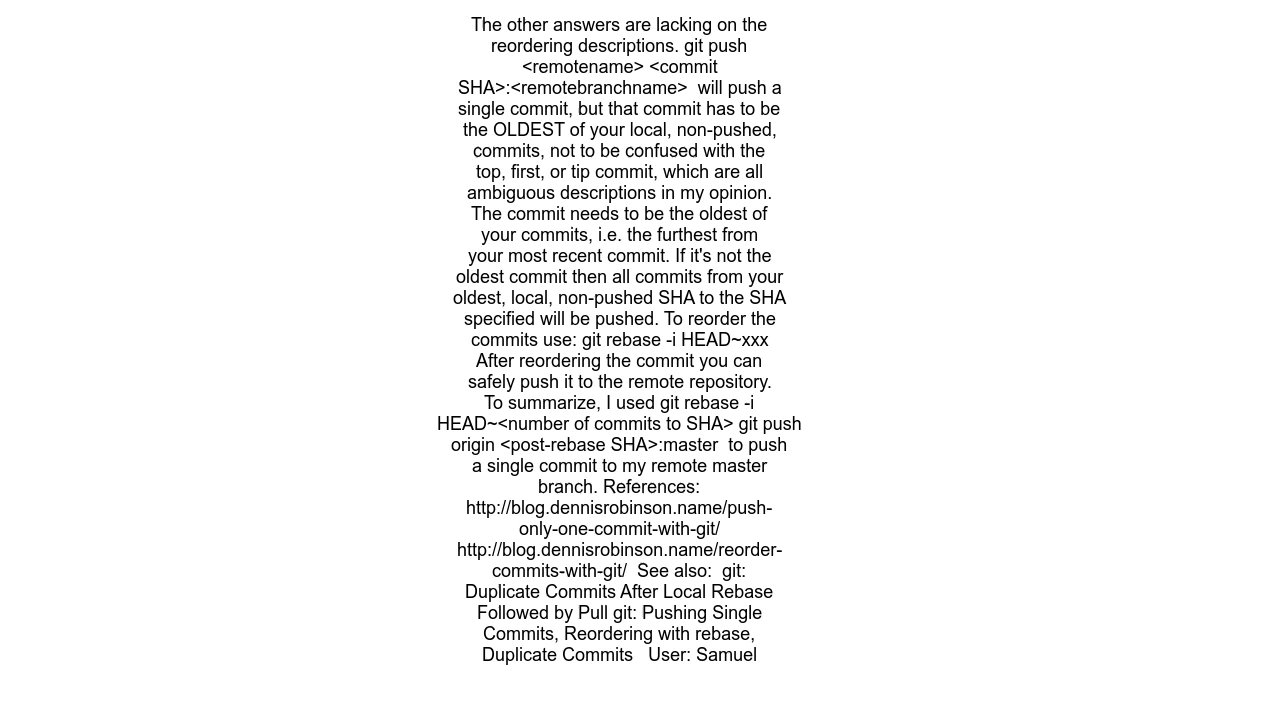 The other answers are lacking on the
reordering descriptions. git push
<remotename> <commit
SHA>:<remotebranchname>  will push a
single commit, but that commit has to be
the OLDEST of your local, non-pushed,
commits, not to be confused with the
top, first, or tip commit, which are all
ambiguous descriptions in my opinion.
The commit needs to be the oldest of
your commits, i.e. the furthest from
your most recent commit. If it's not the
oldest commit then all commits from your
oldest, local, non-pushed SHA to the SHA
specified will be pushed. To reorder the
commits use: git rebase -i HEAD~xxx
After reordering the commit you can
safely push it to the remote repository.
To summarize, I used git rebase -i
HEAD~<number of commits to SHA> git push
origin <post-rebase SHA>:master  to push
a single commit to my remote master
branch. References:
http://blog.dennisrobinson.name/push-
only-one-commit-with-git/
http://blog.dennisrobinson.name/reorder-
commits-with-git/  See also:  git:
Duplicate Commits After Local Rebase
Followed by Pull git: Pushing Single
Commits, Reordering with rebase,
Duplicate Commits   User: Samuel